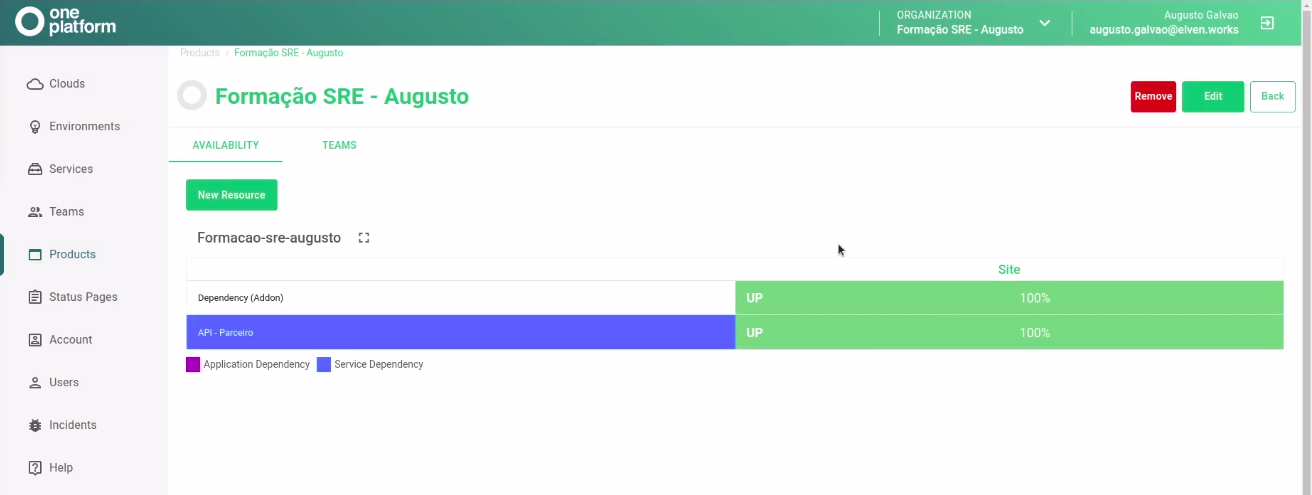 one
platform
ORGANIZATION
Formação SRE - Augusto
Augusto Galvao
augusto.galvao@elven.works
Products ‹ Formação SRE - Augusto
Formação SRE - Augusto
Remove
Edit
Back
Clouds
Environments
Services
Teams
Products
Status Pages
Account
Users
Incidents
Help
AVAILABILITY
TEAMS
New Resource
Formacao-sre-augusto
Site
Dependency (Addon)
UP
100%
API - Parceiro
UP
100%
Application Dependency
Service Dependency